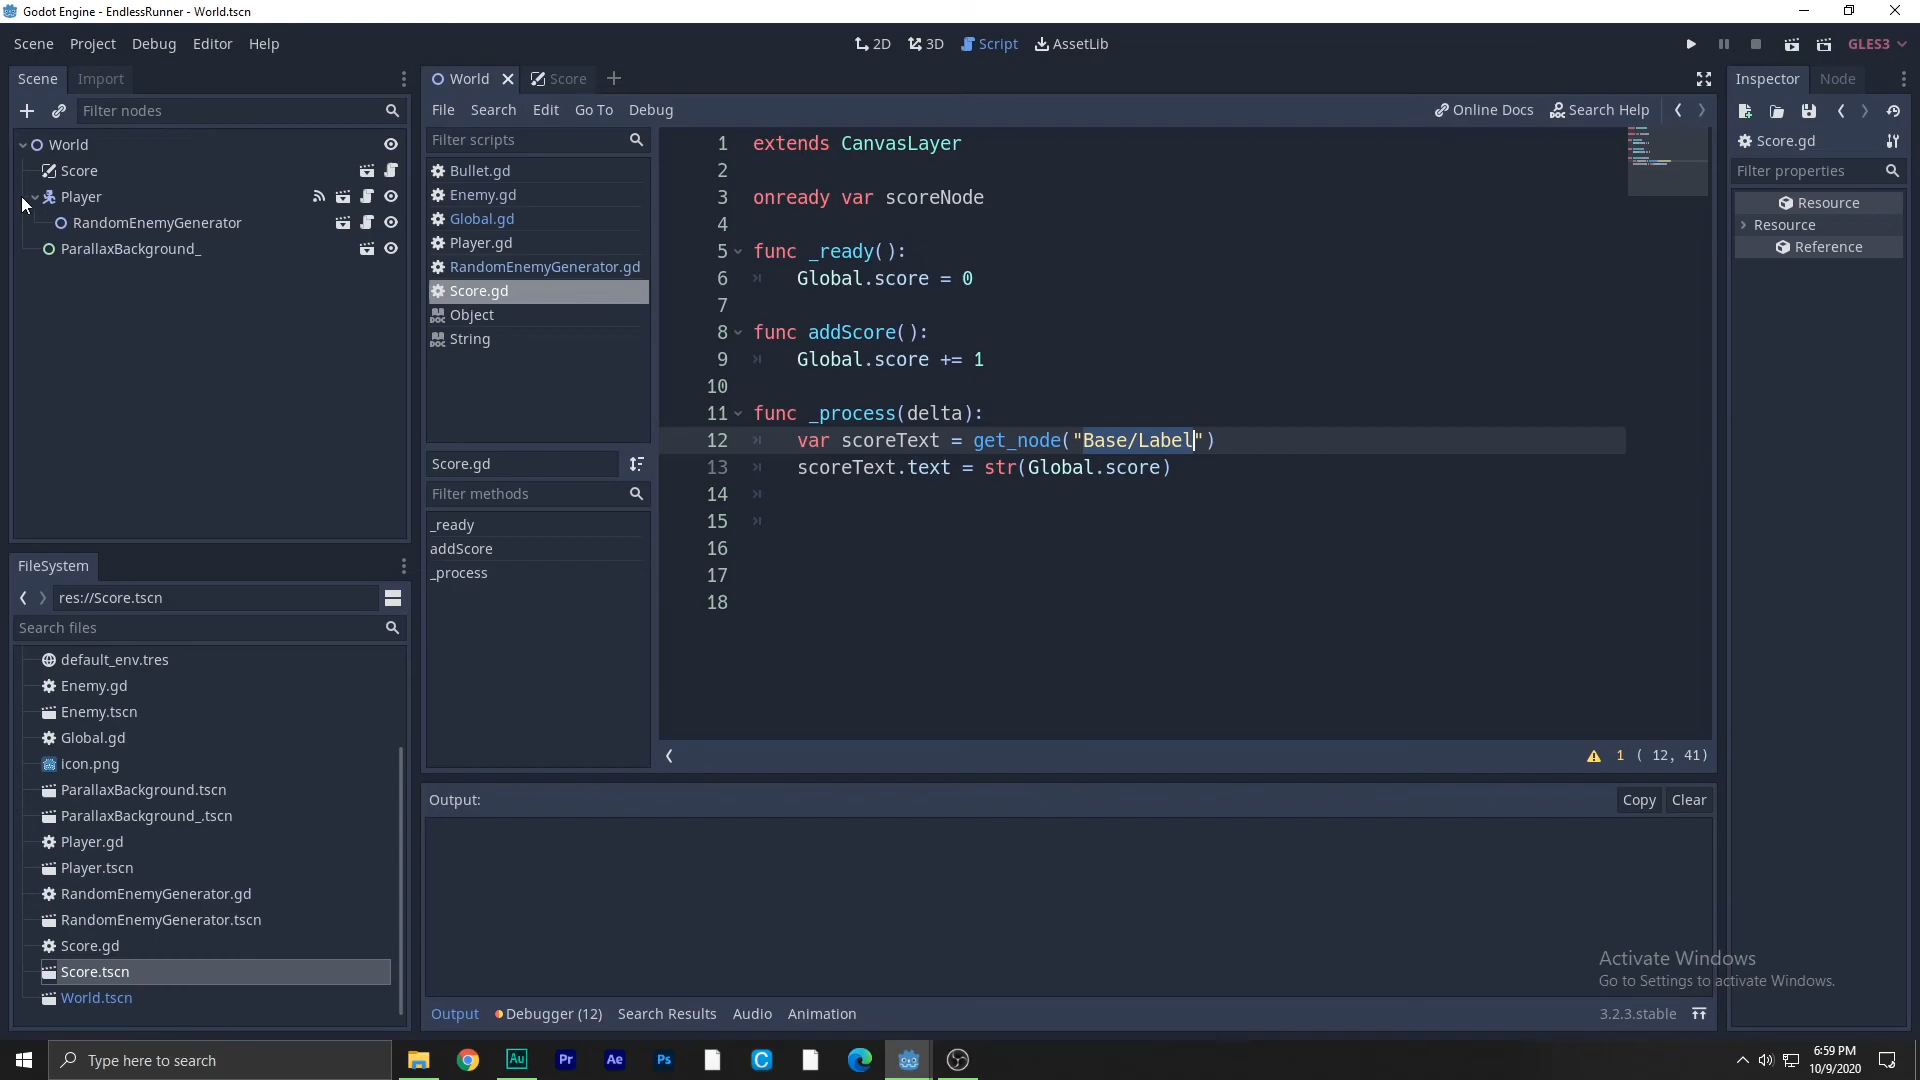 Godot Engine - EndlessRunner - World.tscn
Scene Project Debug Editor Help
2D 3D Script AssetLib
GLES3
Scene Import
World Score
Inspector Node
Filter nodes
File Search Edit Go To Debug
Online Docs Search Help
World
Score
Player
RandomEnemyGenerator
ParallaxBackground_
Filter scripts
Bullet.gd
Enemy.gd
Global.gd
Player.gd
RandomEnemyGenerator.gd
Score.gd
Object
String
Score.gd
Filter methods
_ready
addScore
_process
1 extends CanvasLayer
2
3 onready var scoreNode
4
5 func _ready():
6 Global.score = 0
7
8 func addScore():
9 Global.score += 1
10
11 func _process(delta):
12 var scoreText = get_node("Base/Label")
13 scoreText.text = str(Global.score)
14
15
16
17
18
1 ( 12, 41)
Score.gd
Filter properties
Resource
Resource
Reference
FileSystem
res://Score.tscn
Search files
default_env.tres
Enemy.gd
Enemy.tscn
Global.gd
icon.png
ParallaxBackground.tscn
ParallaxBackground_.tscn
Player.gd
Player.tscn
RandomEnemyGenerator.gd
RandomEnemyGenerator.tscn
Score.gd
Score.tscn
World.tscn
Output:
Copy Clear
Activate Windows
Go to Settings to activate Windows.
Output Debugger (12) Search Results Audio Animation
3.2.3.stable
Type here to search
Au Pr Ae Ps C
6:59 PM
10/9/2020